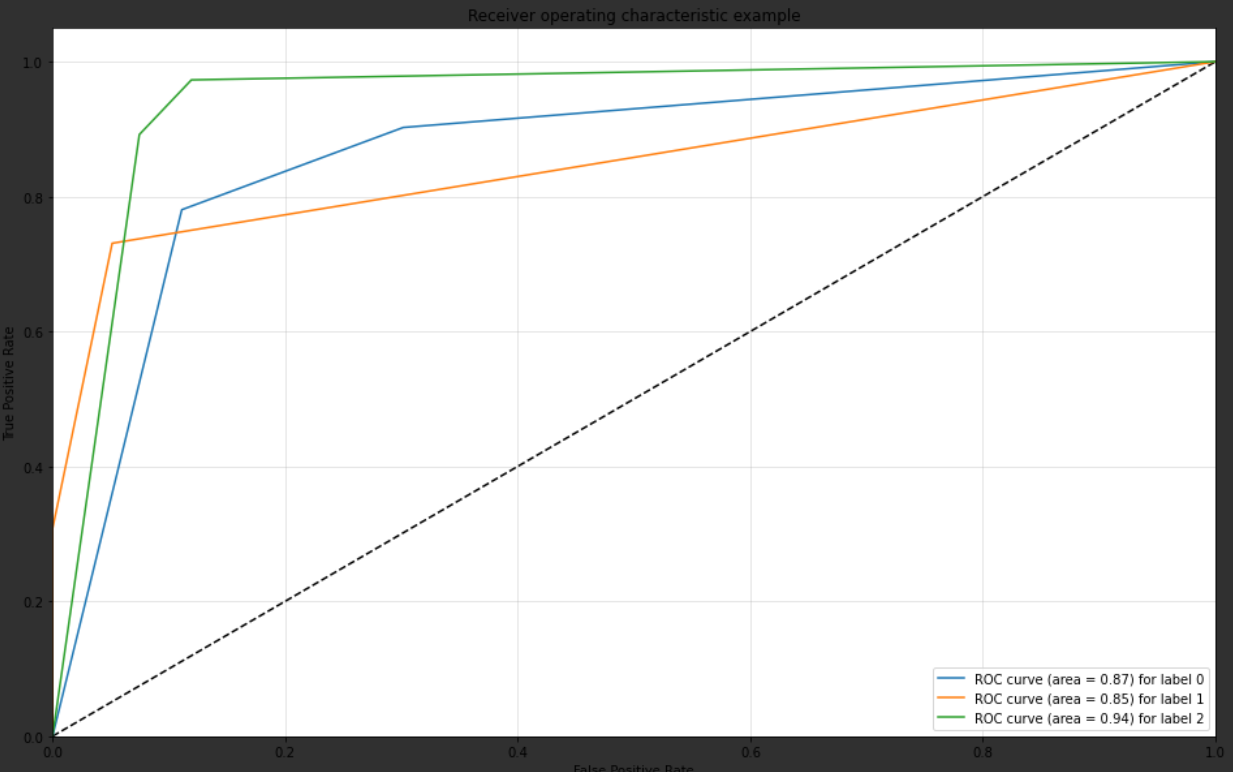 Receiver operating characteristic example
True Positive Rate
1.0
0.8
0.6
0.4
0.2
0.0
0.0 0.2 0.4 0.6 0.8 1.0
False Positive Rate
ROC curve (area = 0.87) for label 0
ROC curve (area = 0.85) for label 1
ROC curve (area = 0.94) for label 2